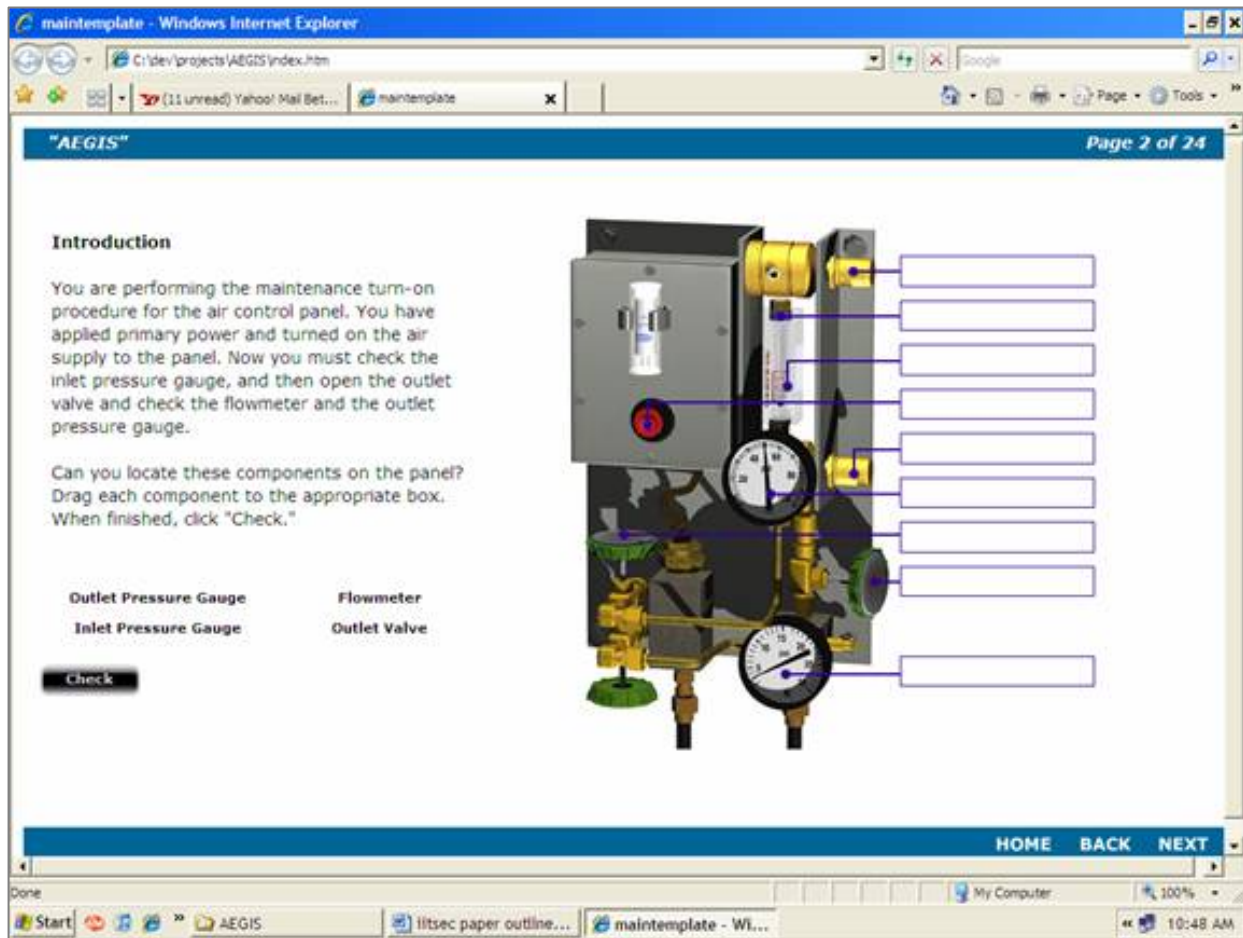 maintemplate - Windows Internet Explorer
C:\dev\projects\AEGIS\index.htm
Google
(11 unread) Yahoo! Mail Bet...
maintemplate
Page
Tools
"AEGIS"
Page 2 of 24
Introduction
You are performing the maintenance turn-on
procedure for the air control panel. You have
applied primary power and turned on the air
supply to the panel. Now you must check the
inlet pressure gauge, and then open the outlet
valve and check the flowmeter and the outlet
pressure gauge.
Can you locate these components on the panel?
Drag each component to the appropriate box.
When finished, click "Check."
Outlet Pressure Gauge
Flowmeter
Inlet Pressure Gauge
Outlet Valve
Check
HOME BACK NEXT
Done
My Computer
100%
Start
AEGIS
iitsec paper outline...
maintemplate - Wi...
10:48 AM